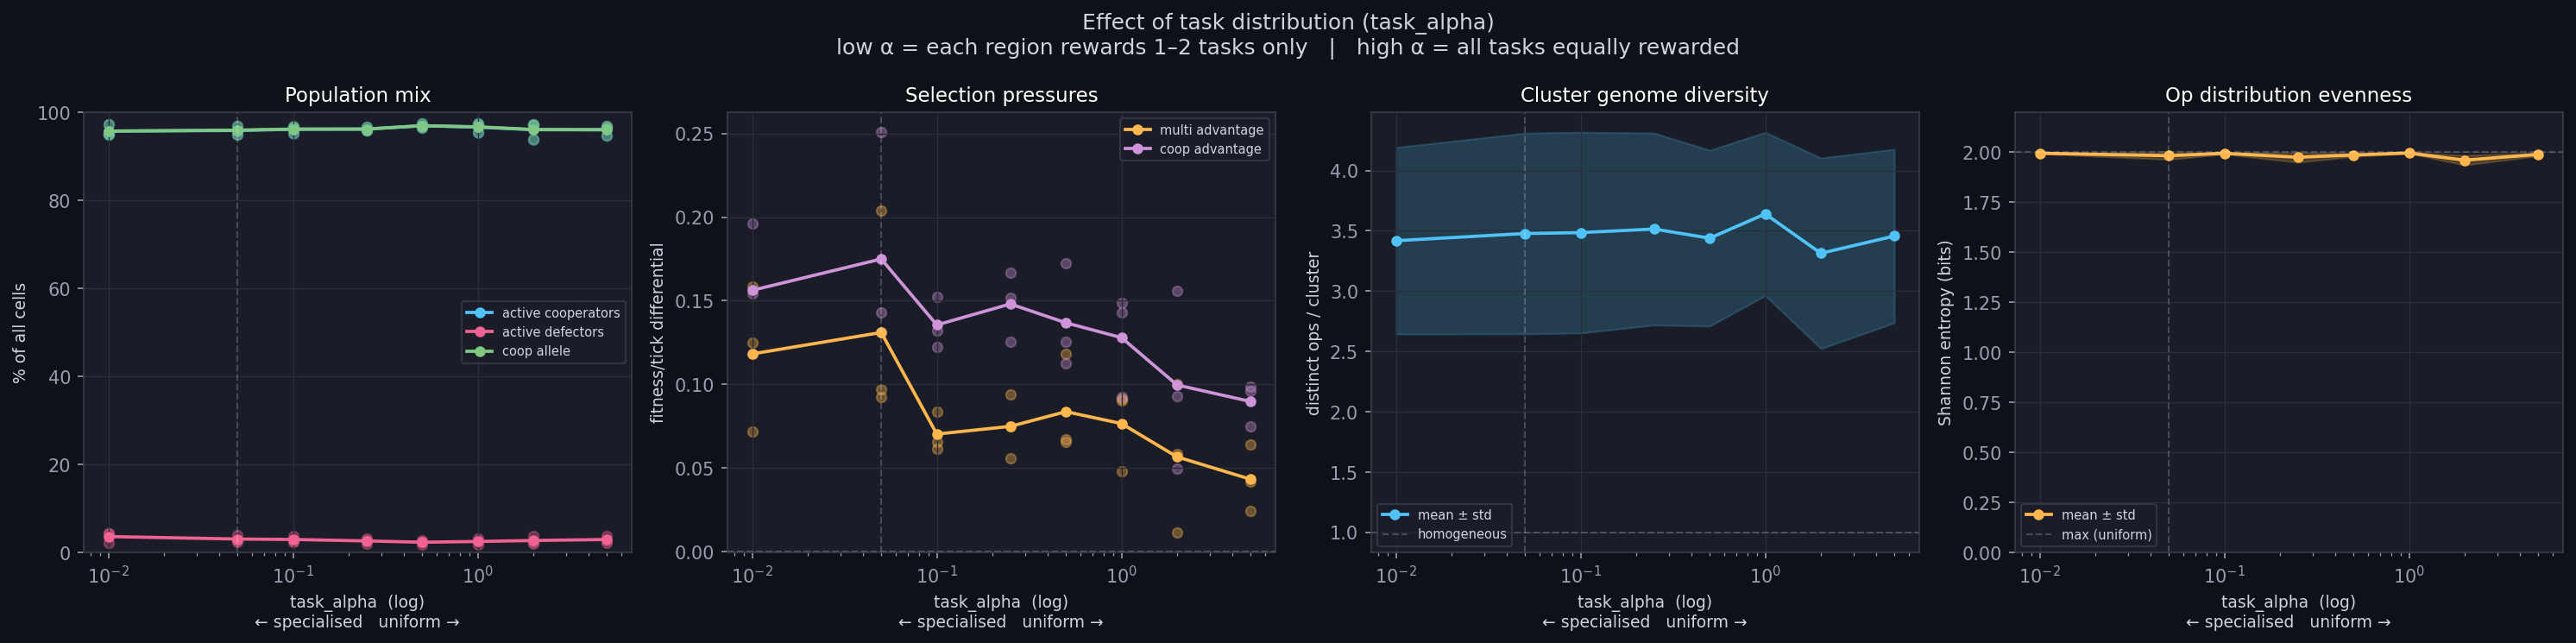 Effect of task distribution (task_alpha)
low α = each region rewards 1–2 tasks only | high α = all tasks equally rewarded
Population mix
% of all cells
100
80
60
40
20
0
active cooperators
active defectors
coop allele
10⁻²
10⁻¹
10⁰
task_alpha (log)
← specialised uniform →
Selection pressures
fitness/tick differential
0.25
0.20
0.15
0.10
0.05
0.00
multi advantage
coop advantage
10⁻²
10⁻¹
10⁰
task_alpha (log)
← specialised uniform →
Cluster genome diversity
distinct ops / cluster
4.0
3.5
3.0
2.5
2.0
1.5
1.0
mean ± std
homogeneous
10⁻²
10⁻¹
10⁰
task_alpha (log)
← specialised uniform →
Op distribution evenness
Shannon entropy (bits)
2.00
1.75
1.50
1.25
1.00
0.75
0.50
0.25
0.00
mean ± std
max (uniform)
10⁻²
10⁻¹
10⁰
task_alpha (log)
← specialised uniform →